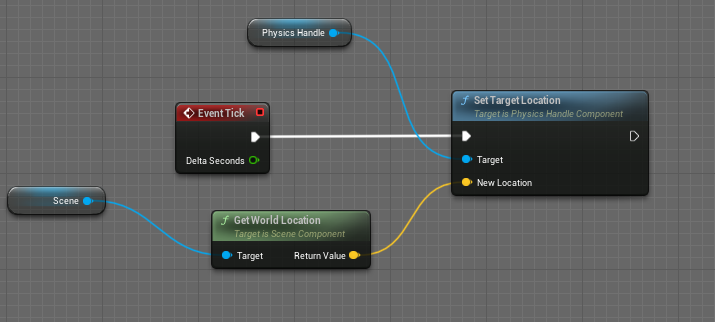 Physics Handle
Event Tick
Delta Seconds
Set Target Location
Target is Physics Handle Component
Target
New Location
Scene
Get World Location
Target is Scene Component
Target Return Value